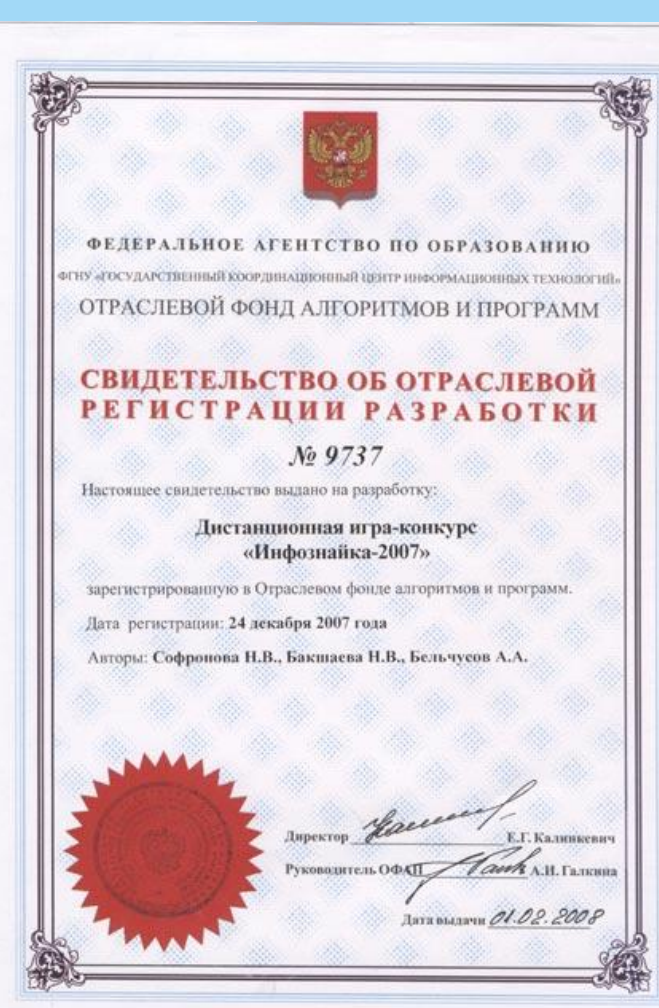 ФЕДЕРАЛЬНОЕ АГЕНТСТВО ПО ОБРАЗОВАНИЮ
ФГНУ «ГОСУДАРСТВЕННЫЙ КООРДИНАЦИОННЫЙ ЦЕНТР ИНФОРМАЦИОННЫХ ТЕХНОЛОГИЙ»
ОТРАСЛЕВОЙ ФОНД АЛГОРИТМОВ И ПРОГРАММ
СВИДЕТЕЛЬСТВО ОБ ОТРАСЛЕВОЙ
РЕГИСТРАЦИИ РАЗРАБОТКИ
№ 9737
Настоящее свидетельство выдано на разработку:
Дистанционная игра-конкурс
«Инфознайка-2007»
зарегистрированную в Отраслевом фонде алгоритмов и программ.
Дата регистрации: 24 декабря 2007 года
Авторы: Софронова Н.В., Бакшаева Н.В., Бельчусов А.А.
Директор Е.Г. Калинкевич
Руководитель ОФАП А.И. Галкина
Дата выдачи 01.02.2008